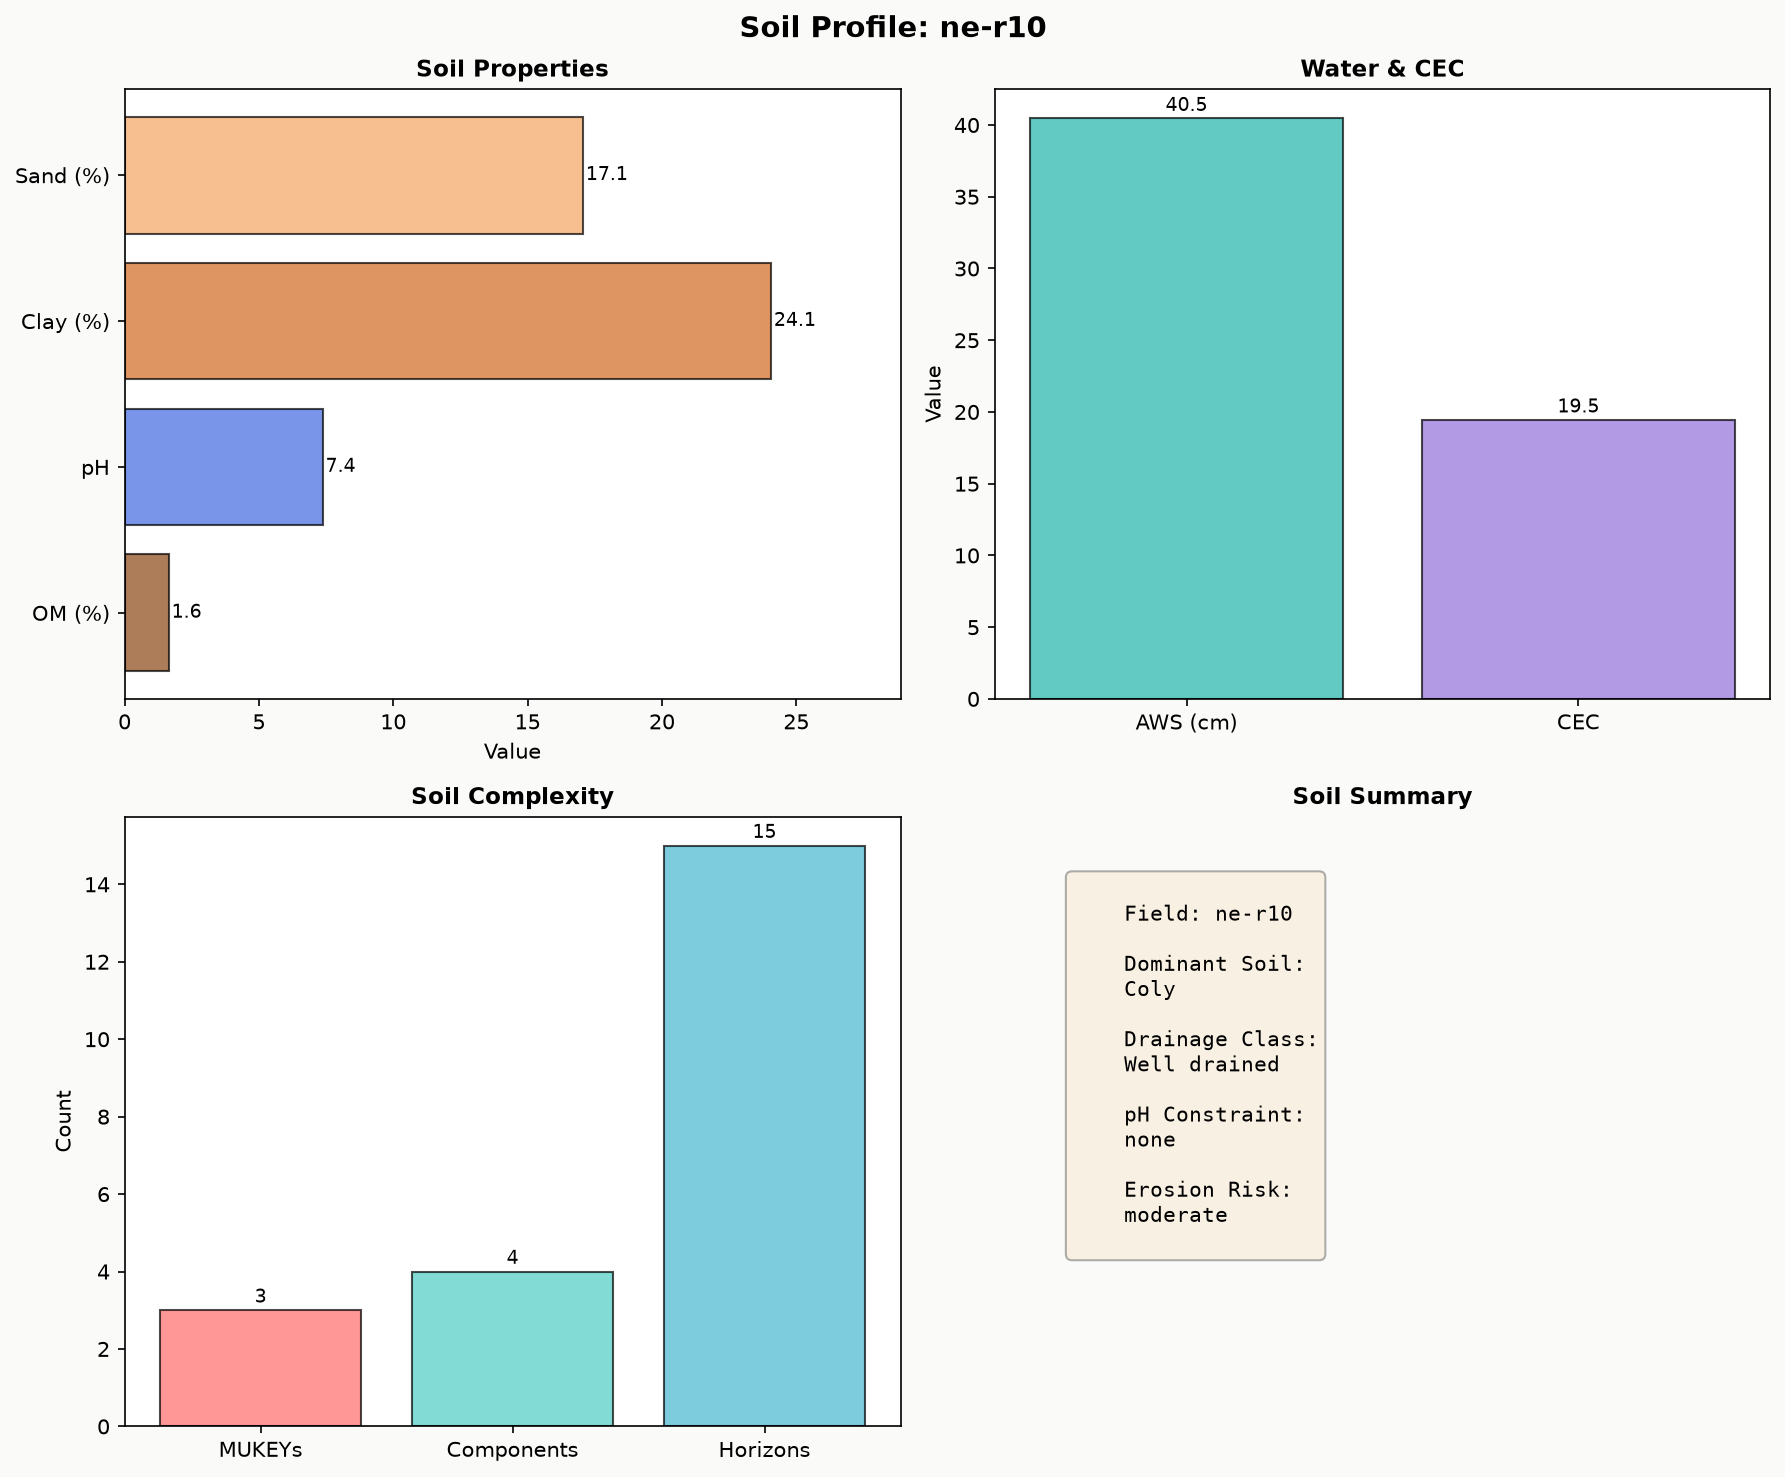 Soil Profile: ne-r10
Soil Properties
Sand (%)
17.1
Clay (%)
24.1
pH
7.4
OM (%)
1.6
0 5 10 15 20 25
Value
Water & CEC
40.5
19.5
40
35
30
25
20
15
10
5
0
Value
AWS (cm) CEC
Soil Complexity
15
4
3
14
12
10
8
6
4
2
0
Count
MUKEYs Components Horizons
Soil Summary
Field: ne-r10
Dominant Soil:
Coly
Drainage Class:
Well drained
pH Constraint:
none
Erosion Risk:
moderate